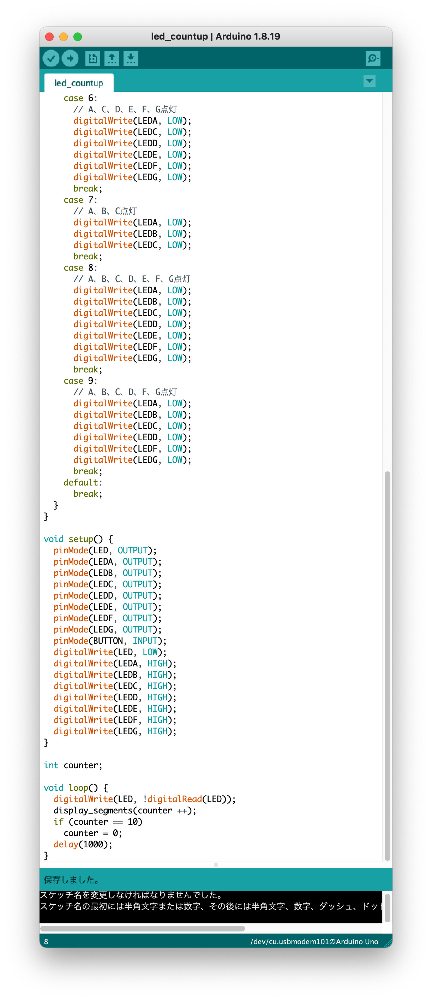 led_countup | Arduino 1.8.19
led_countup
case 6:
// A、C、D、E、F、G点灯
digitalWrite(LEDA, LOW);
digitalWrite(LEDC, LOW);
digitalWrite(LEDD, LOW);
digitalWrite(LEDE, LOW);
digitalWrite(LEDF, LOW);
digitalWrite(LEDG, LOW);
break;
case 7:
// A、B、C点灯
digitalWrite(LEDA, LOW);
digitalWrite(LEDB, LOW);
digitalWrite(LEDC, LOW);
break;
case 8:
// A、B、C、D、E、F、G点灯
digitalWrite(LEDA, LOW);
digitalWrite(LEDB, LOW);
digitalWrite(LEDC, LOW);
digitalWrite(LEDD, LOW);
digitalWrite(LEDE, LOW);
digitalWrite(LEDF, LOW);
digitalWrite(LEDG, LOW);
break;
case 9:
// A、B、C、D、F、G点灯
digitalWrite(LEDA, LOW);
digitalWrite(LEDB, LOW);
digitalWrite(LEDC, LOW);
digitalWrite(LEDD, LOW);
digitalWrite(LEDF, LOW);
digitalWrite(LEDG, LOW);
break;
default:
break;
}
}
void setup() {
pinMode(LED, OUTPUT);
pinMode(LEDA, OUTPUT);
pinMode(LEDB, OUTPUT);
pinMode(LEDC, OUTPUT);
pinMode(LEDD, OUTPUT);
pinMode(LEDE, OUTPUT);
pinMode(LEDF, OUTPUT);
pinMode(LEDG, OUTPUT);
pinMode(BUTTON, INPUT);
digitalWrite(LED, LOW);
digitalWrite(LEDA, HIGH);
digitalWrite(LEDB, HIGH);
digitalWrite(LEDC, HIGH);
digitalWrite(LEDD, HIGH);
digitalWrite(LEDE, HIGH);
digitalWrite(LEDF, HIGH);
digitalWrite(LEDG, HIGH);
}
int counter;
void loop() {
digitalWrite(LED, !digitalRead(LED));
display_segments(counter ++);
if (counter == 10)
counter = 0;
delay(1000);
}
保存しました。
スケッチ名を変更しなければなりませんでした。
スケッチ名の最初には半角文字または数字、その後には半角文字、数字、ダッシュ、ドット
8
/dev/cu.usbmodem101のArduino Uno